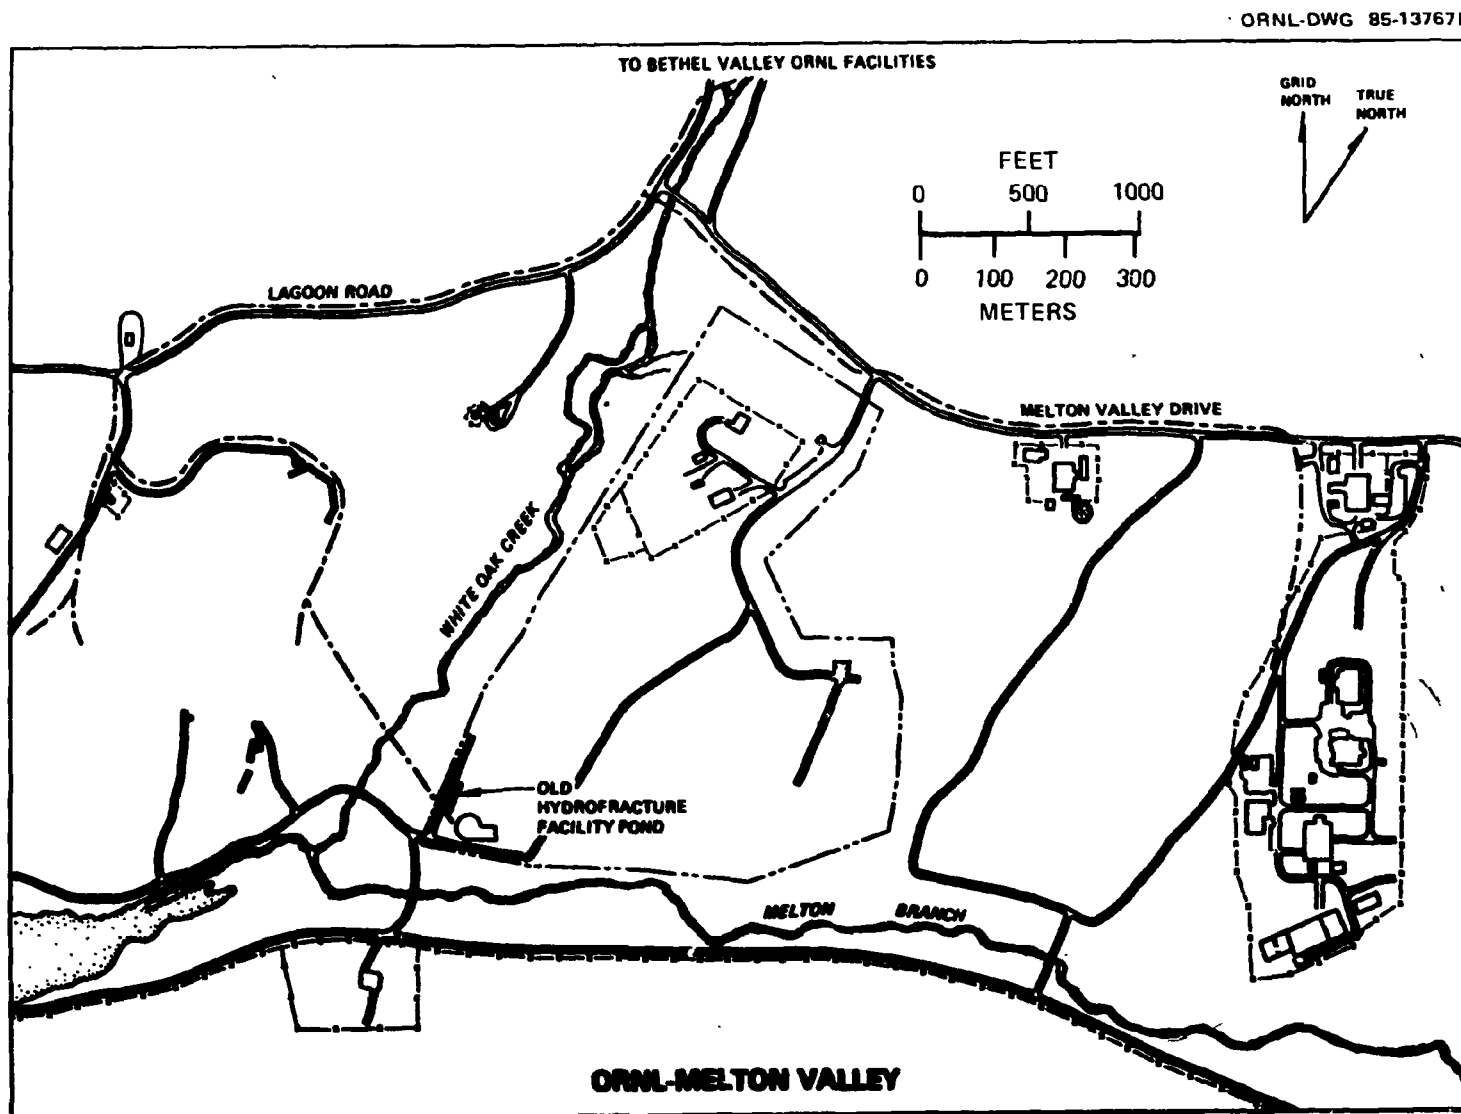 ORNL-DWG 85-13767
TO BETHEL VALLEY ORNL FACILITIES
GRID
NORTH
TRUE
NORTH
FEET
0 500 1000
0 100 200 300
METERS
LAGOON ROAD
MELTON VALLEY DRIVE
WHITE OAK CREEK
OLD
HYDROFRACTURE
FACILITY POND
MELTON BRANCH
ORNL-MELTON VALLEY